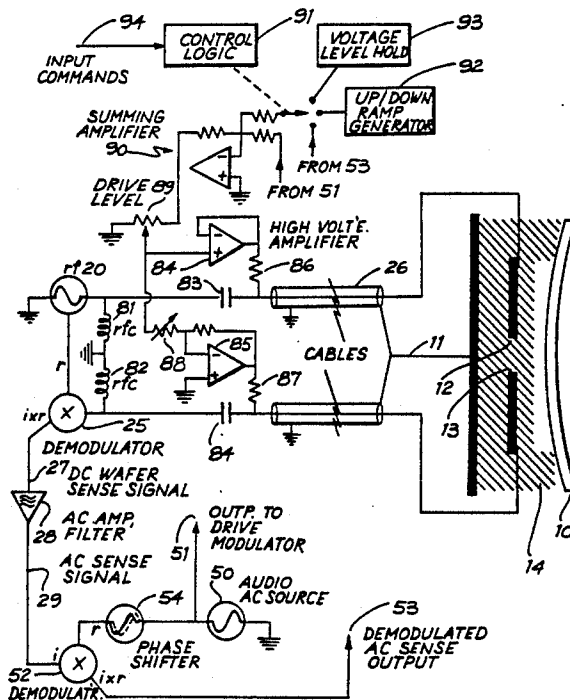 94
INPUT
COMMANDS
CONTROL
LOGIC
91
VOLTAGE
LEVEL HOLD
93
92
UP/DOWN
RAMP
GENERATOR
SUMMING
AMPLIFIER
90
FROM 53
FROM 51
DRIVE
LEVEL 89
HIGH VOLT'E.
AMPLIFIER
84
86
83
26
rf 20
81
rfc
r
82
rfc
88
85
87
CABLES
11
12
13
14
10
ixr
25
DEMODULATOR
84
27
DC WAFER
SENSE SIGNAL
28
AC AMP,
FILTER
AC SENSE
SIGNAL
29
51
OUTP. TO
DRIVE
MODULATOR
50
AUDIO
AC SOURCE
54
r
PHASE
SHIFTER
53
DEMODULATED
AC SENSE
OUTPUT
52
i
ixr
DEMODULATR.